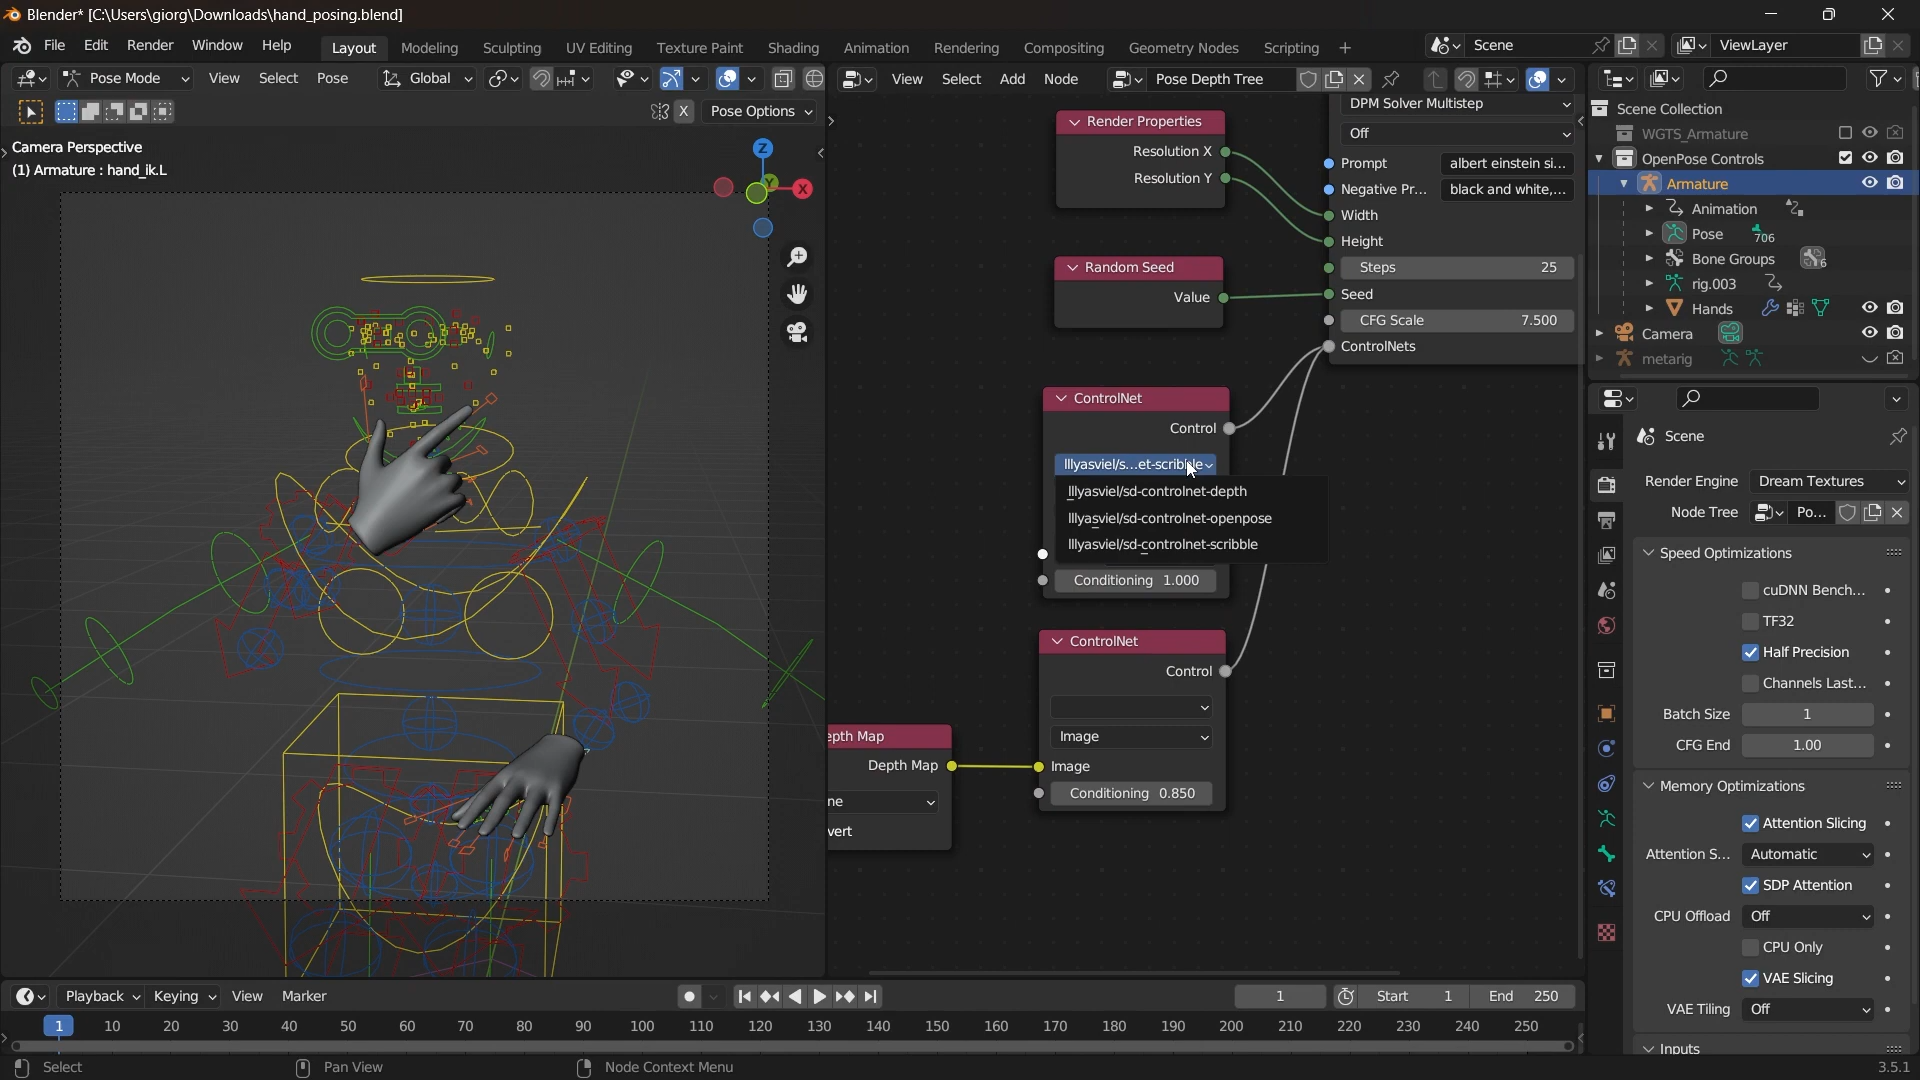 Blender* [C:\Users\giorg\Downloads\hand_posing.blend]
File Edit Render Window Help Layout Modeling Sculpting UV Editing Texture Paint Shading Animation Rendering Compositing Geometry Nodes Scripting + Scene ViewLayer
Pose Mode View Select Pose Global View Select Add Node Pose Depth Tree
X Pose Options
Camera Perspective
(1) Armature : hand_ik.L
Z
Y
X
Render Properties
Resolution X
Resolution Y
Random Seed
Value
DPM Solver Multistep
Off
Prompt albert einstein si...
Negative Pr... black and white,...
Width
Height
Steps 25
Seed
CFG Scale 7.500
ControlNets
ControlNet
Control
lllyasviel/s...et-scribble
lllyasviel/sd-controlnet-depth
lllyasviel/sd-controlnet-openpose
lllyasviel/sd-controlnet-scribble
Conditioning 1.000
ControlNet
Control
Image
Image
Conditioning 0.850
epth Map
Depth Map
ne
vert
Scene Collection
WGTS_Armature
OpenPose Controls
Armature
Animation
Pose 706
Bone Groups 6
rig.003
Hands
Camera
metarig
Scene
Render Engine Dream Textures
Node Tree Po...
Speed Optimizations
cuDNN Bench...
TF32
Half Precision
Channels Last...
Batch Size 1
CFG End 1.00
Memory Optimizations
Attention Slicing
Attention S... Automatic
SDP Attention
CPU Offload Off
CPU Only
VAE Slicing
VAE Tiling Off
Inputs
Playback Keying View Marker 1 Start 1 End 250
1 10 20 30 40 50 60 70 80 90 100 110 120 130 140 150 160 170 180 190 200 210 220 230 240 250
Select Pan View Node Context Menu 3.5.1